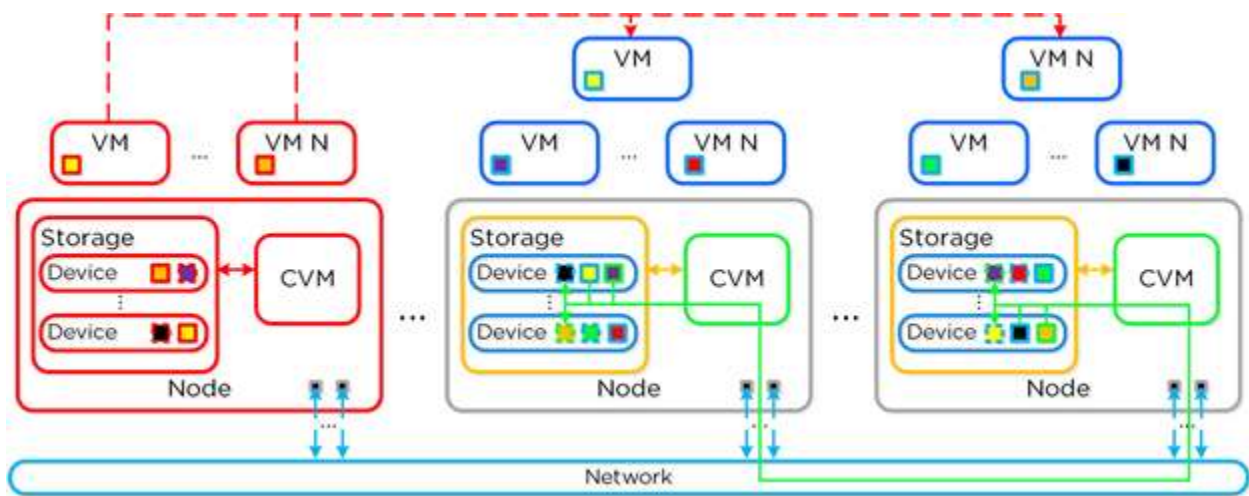 VM
VM N
VM
...
VM N
VM
...
VM N
VM
...
VM N
Storage
Device
CVM
Device
Node
...
Storage
Device
CVM
Device
Node
...
Storage
Device
CVM
Device
Node
...
...
...
Network